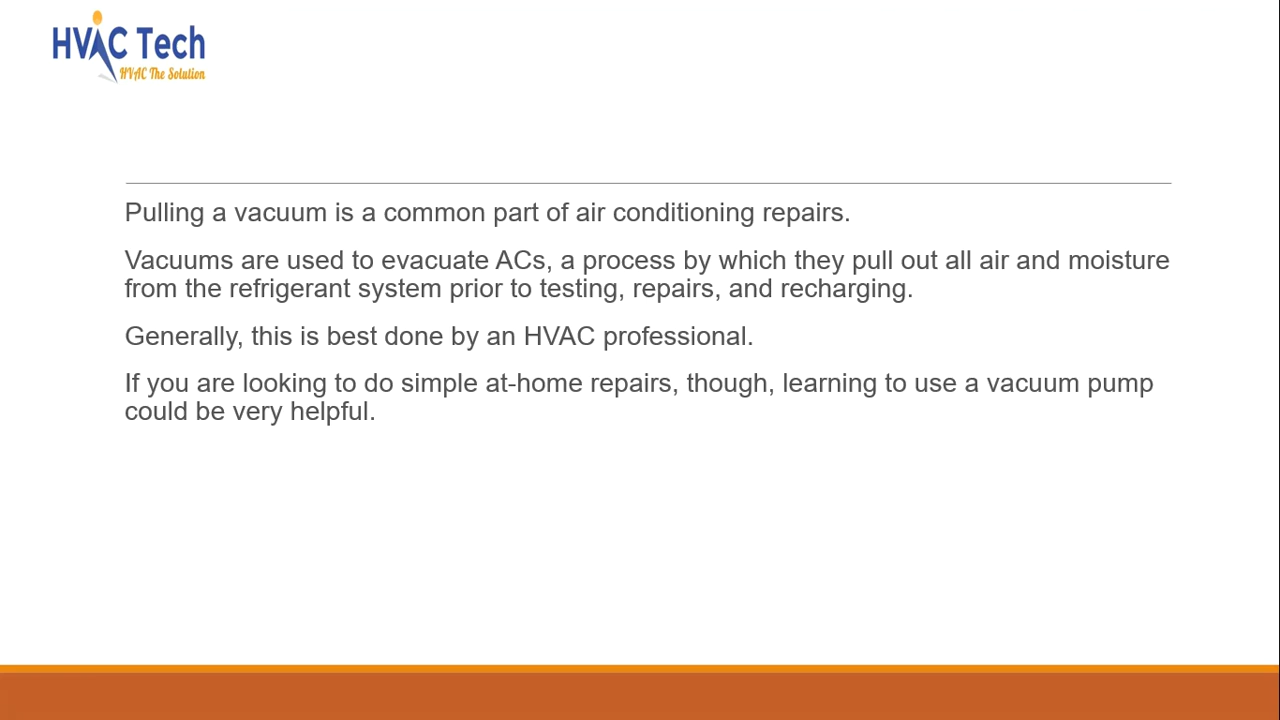 HVAC Tech
HVAC The Solution
Pulling a vacuum is a common part of air conditioning repairs.
Vacuums are used to evacuate ACs, a process by which they pull out all air and moisture
from the refrigerant system prior to testing, repairs, and recharging.
Generally, this is best done by an HVAC professional.
If you are looking to do simple at-home repairs, though, learning to use a vacuum pump
could be very helpful.